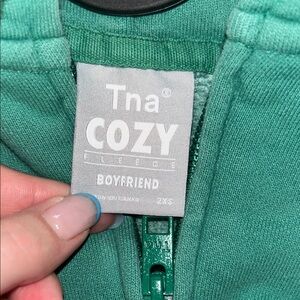 Tna®
COZY
FLEECE
BOYFRIEND
2XS